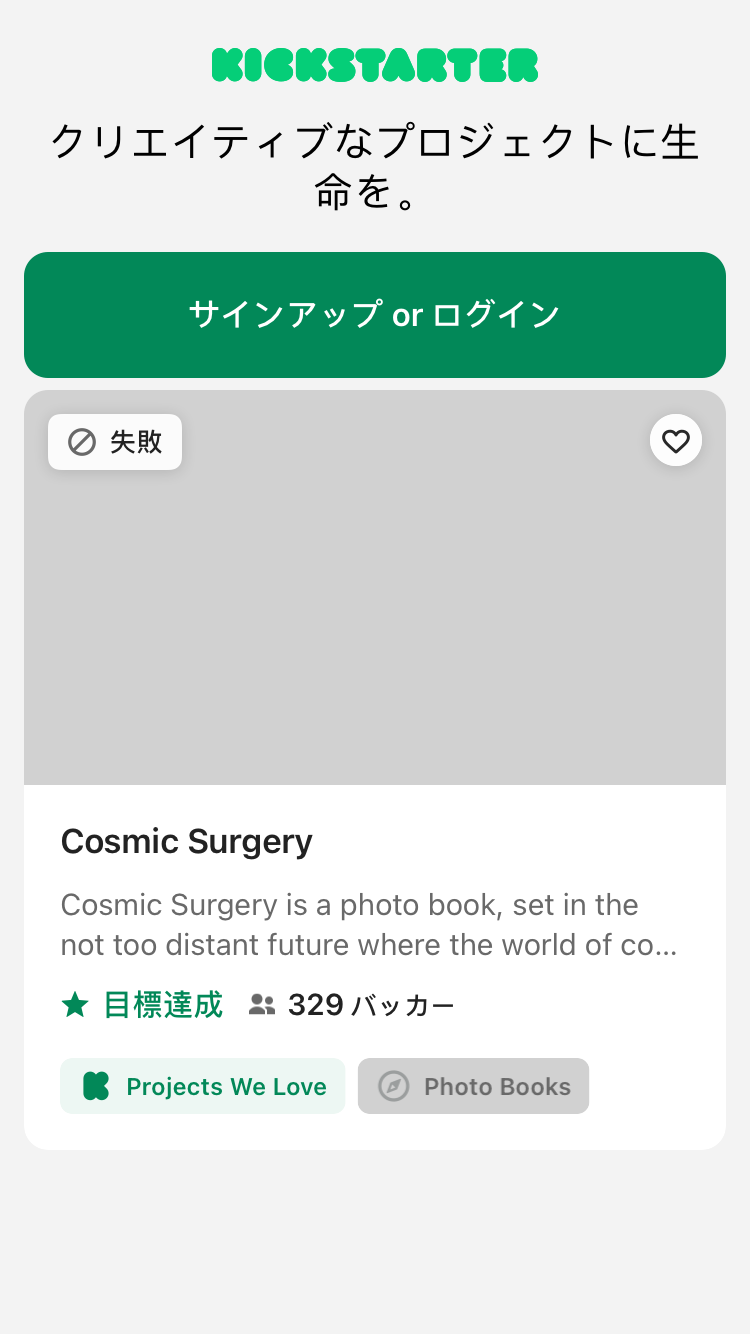 KICKSTARTER
クリエイティブなプロジェクトに生
命を。
サインアップ or ログイン
失敗
Cosmic Surgery
Cosmic Surgery is a photo book, set in the
not too distant future where the world of co...
目標達成 329 バッカー
Projects We Love Photo Books